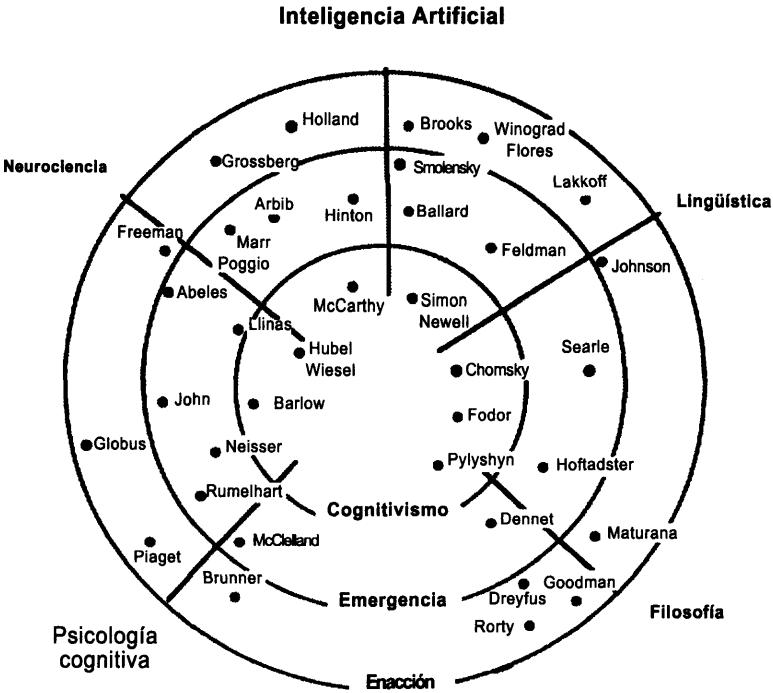 Inteligencia Artificial
Holland
Brooks
Winograd
Flores
Grossberg
Smolensky
Neurociencia
Lakkoff
Lingüística
Arbib
Hinton
Ballard
Freeman
Marr
Poggio
Feldman
Johnson
Abeles
McCarthy
Simon
Newell
Llinas
Hubel
Wiesel
Searle
Chomsky
John
Barlow
Fodor
Globus
Neisser
Pylyshyn
Hoftadster
Rumelhart
Cognitivismo
Dennet
McClelland
Maturana
Piaget
Brunner
Emergencia
Dreyfus
Goodman
Filosofía
Rorty
Psicología
cognitiva
Enacción